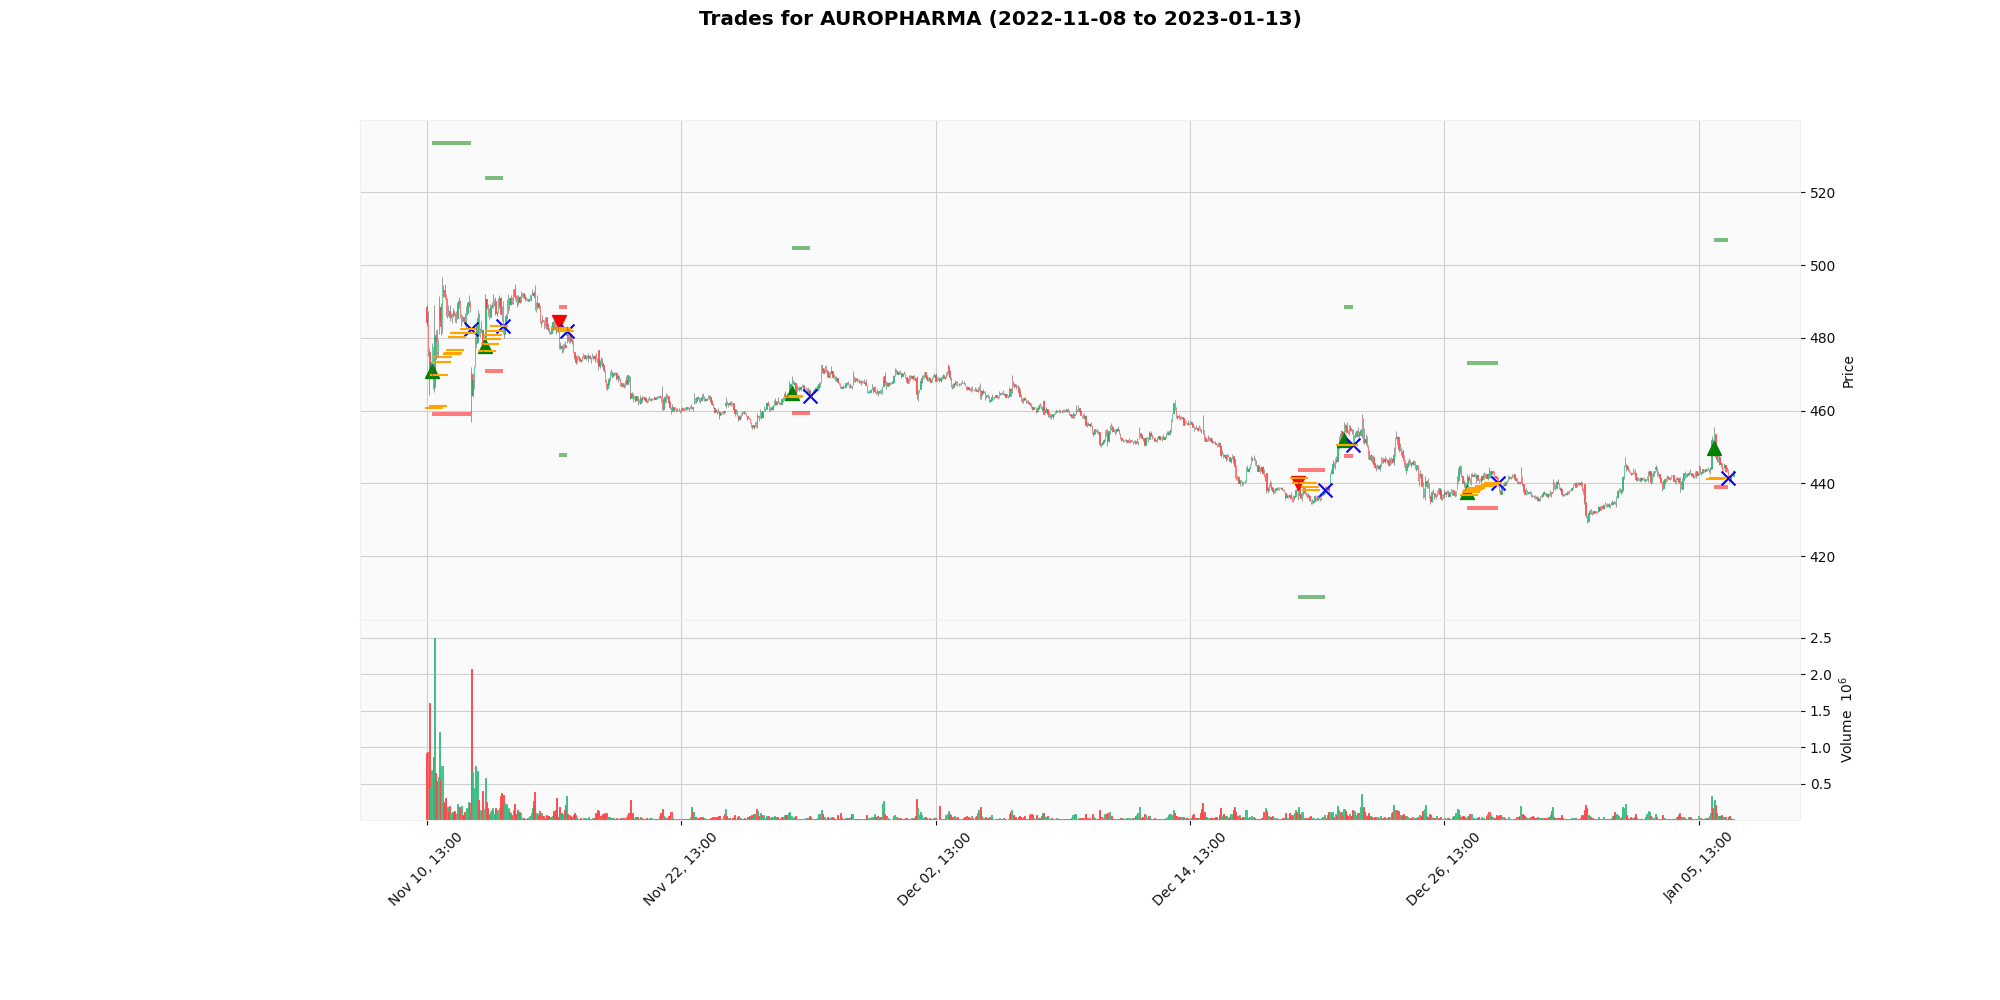 Trades for AUROPHARMA (2022-11-08 to 2023-01-13)
520
500
480
460
440
420
Price
Price
2.5
2.0
1.5
1.0
0.5
Volume 10^6
Nov 10, 13:00
Nov 22, 13:00
Dec 02, 13:00
Dec 14, 13:00
Dec 26, 13:00
Jan 05, 13:00